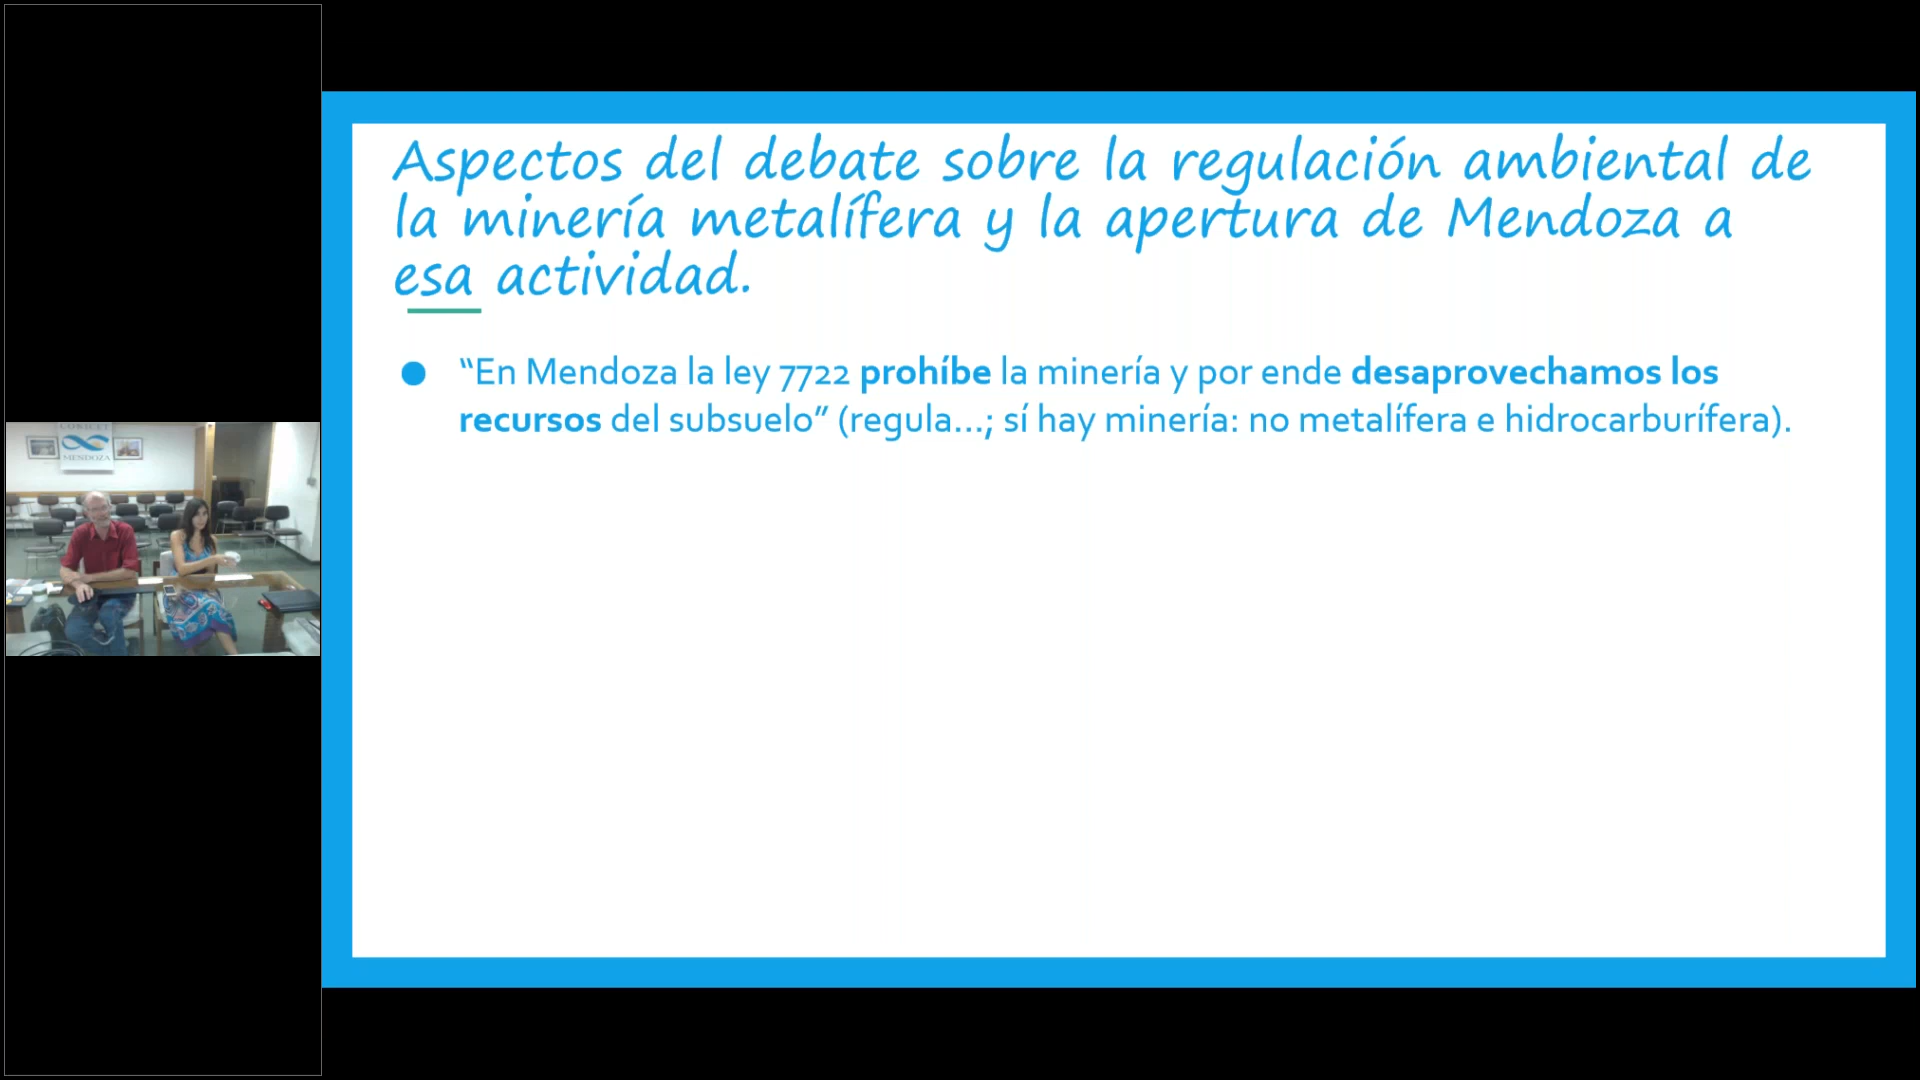 Aspectos del debate sobre la regulación ambiental de
la minería metalífera y la apertura de Mendoza a
esa actividad.
“En Mendoza la ley 7722 prohíbe la minería y por ende desaprovechamos los
recursos del subsuelo” (regula...; sí hay minería: no metalífera e hidrocarburífera).
CONICET
MENDOZA